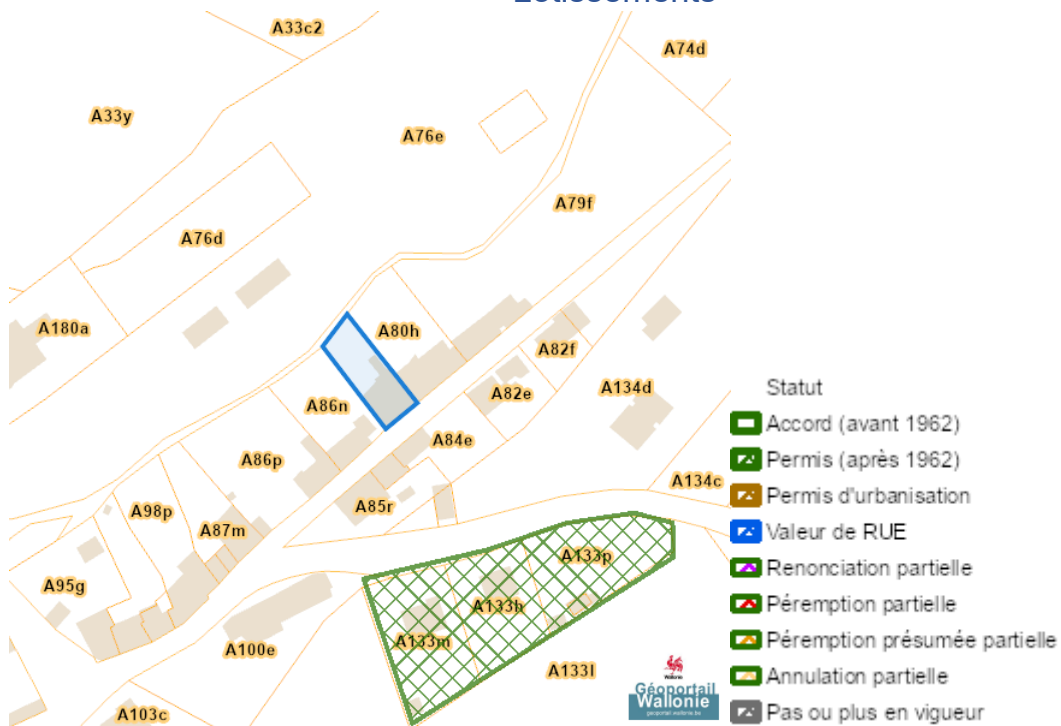 Lotissements
A33c2
A74d
A33y
A76e
A79f
A76d
A180a
A80h
A82f
A134d
A82e
A86n
A84e
A86p
A134c
A98p
A85r
A87m
A133p
A95g
A133h
A133m
A100e
A133l
A103c
Wallonie
Géoportail
Wallonie
geoportail.wallonie.be
Statut
Accord (avant 1962)
Permis (après 1962)
Permis d'urbanisation
Valeur de RUE
Renonciation partielle
Péremption partielle
Péremption présumée partielle
Annulation partielle
Pas ou plus en vigueur